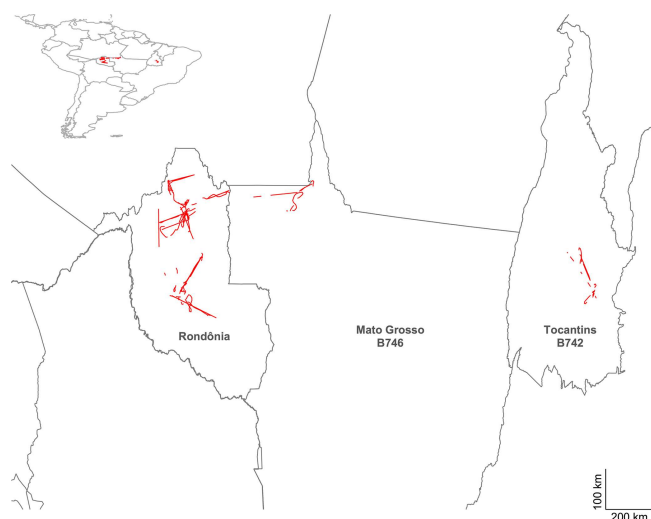 Rondônia
Mato Grosso
B746
Tocantins
B742
100 km
200 km